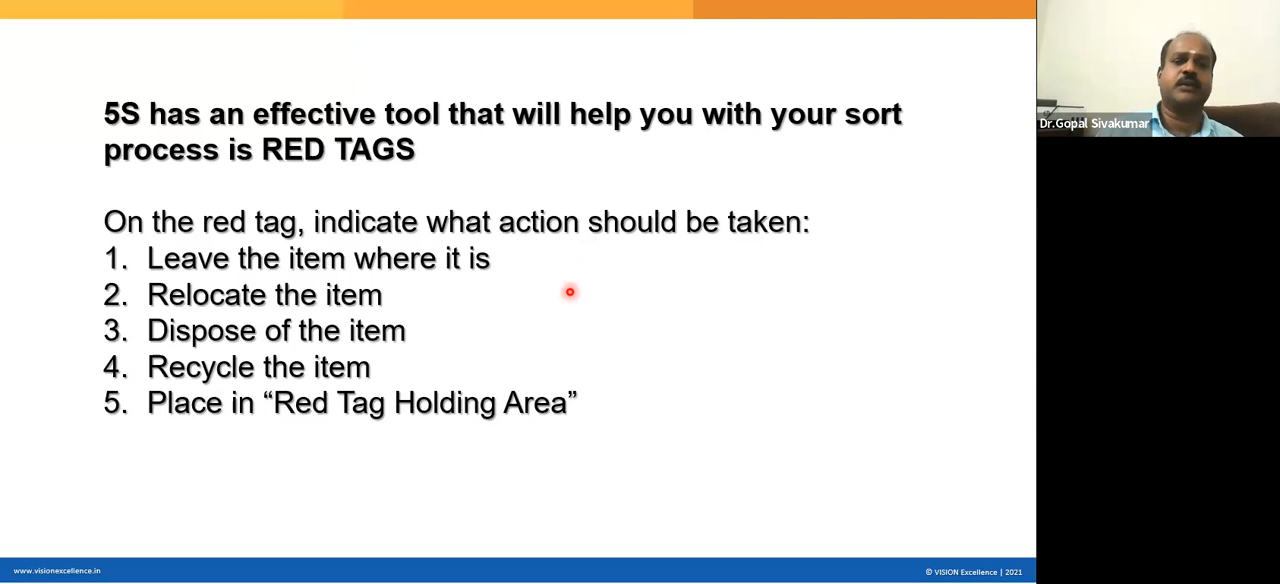 5S has an effective tool that will help you with your sort
process is RED TAGS
On the red tag, indicate what action should be taken:
1. Leave the item where it is
2. Relocate the item
3. Dispose of the item
4. Recycle the item
5. Place in “Red Tag Holding Area”
www.visionexcellence.in
© VISION Excellence | 2021
Dr.Gopal Sivakumar